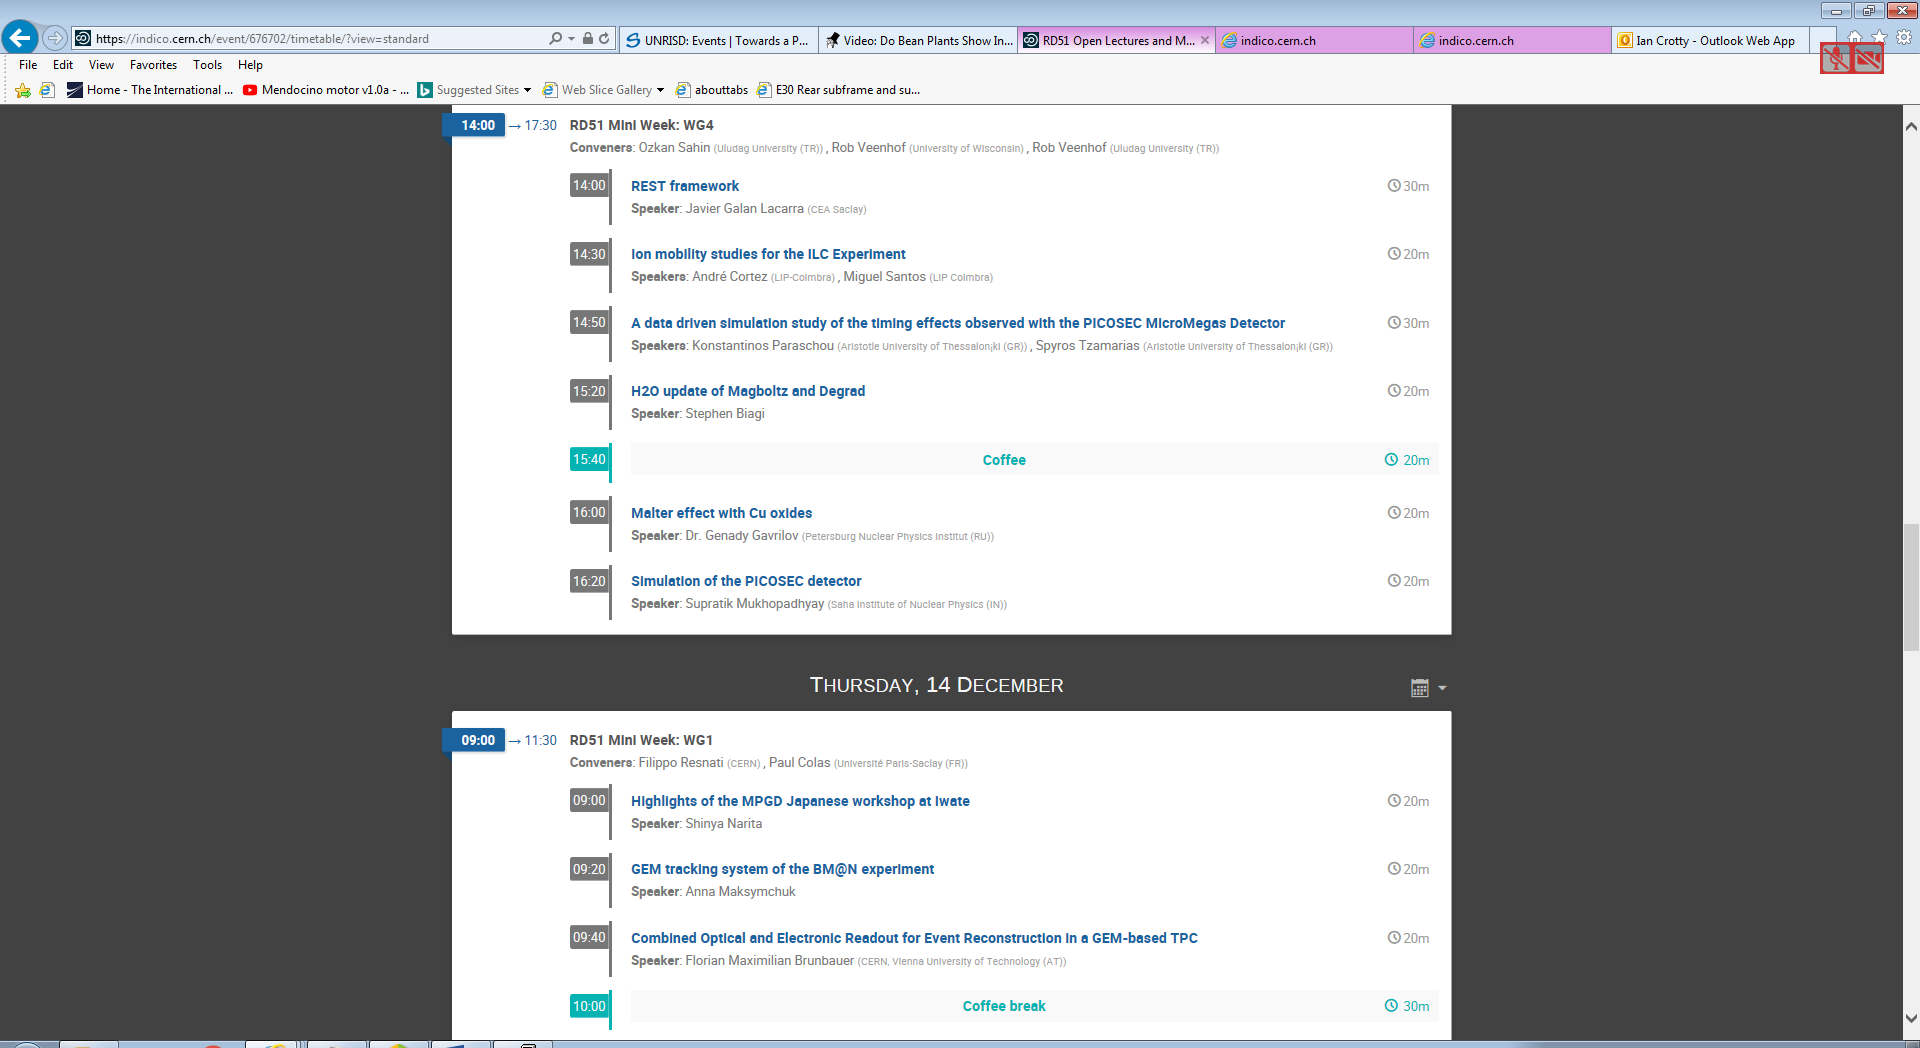 https://indico.cern.ch/event/676702/timetable/?view=standard
UNRISD: Events | Towards a P...
Video: Do Bean Plants Show In...
RD51 Open Lectures and M...
indico.cern.ch
indico.cern.ch
Ian Crotty - Outlook Web App
File Edit View Favorites Tools Help
Home - The International ...
Mendocino motor v1.0a - ...
Suggested Sites
Web Slice Gallery
abouttabs
E30 Rear subframe and su...
14:00 → 17:30 RD51 Mini Week: WG4
Conveners: Ozkan Sahin (Uludag University (TR)) , Rob Veenhof (University of Wisconsin) , Rob Veenhof (Uludag University (TR))
14:00 REST framework 30m
Speaker: Javier Galan Lacarra (CEA Saclay)
14:30 Ion mobility studies for the ILC Experiment 20m
Speakers: André Cortez (LIP-Coimbra) , Miguel Santos (LIP Coimbra)
14:50 A data driven simulation study of the timing effects observed with the PICOSEC MicroMegas Detector 30m
Speakers: Konstantinos Paraschou (Aristotle University of Thessalon¡ki (GR)) , Spyros Tzamarias (Aristotle University of Thessalon¡ki (GR))
15:20 H2O update of Magboltz and Degrad 20m
Speaker: Stephen Biagi
15:40 Coffee 20m
16:00 Malter effect with Cu oxides 20m
Speaker: Dr. Genady Gavrilov (Petersburg Nuclear Physics Institut (RU))
16:20 Simulation of the PICOSEC detector 20m
Speaker: Supratik Mukhopadhyay (Saha Institute of Nuclear Physics (IN))
THURSDAY, 14 DECEMBER
09:00 → 11:30 RD51 Mini Week: WG1
Conveners: Filippo Resnati (CERN) , Paul Colas (Université Paris-Saclay (FR))
09:00 Highlights of the MPGD Japanese workshop at Iwate 20m
Speaker: Shinya Narita
09:20 GEM tracking system of the BM@N experiment 20m
Speaker: Anna Maksymchuk
09:40 Combined Optical and Electronic Readout for Event Reconstruction in a GEM-based TPC 20m
Speaker: Florian Maximilian Brunbauer (CERN, Vienna University of Technology (AT))
10:00 Coffee break 30m